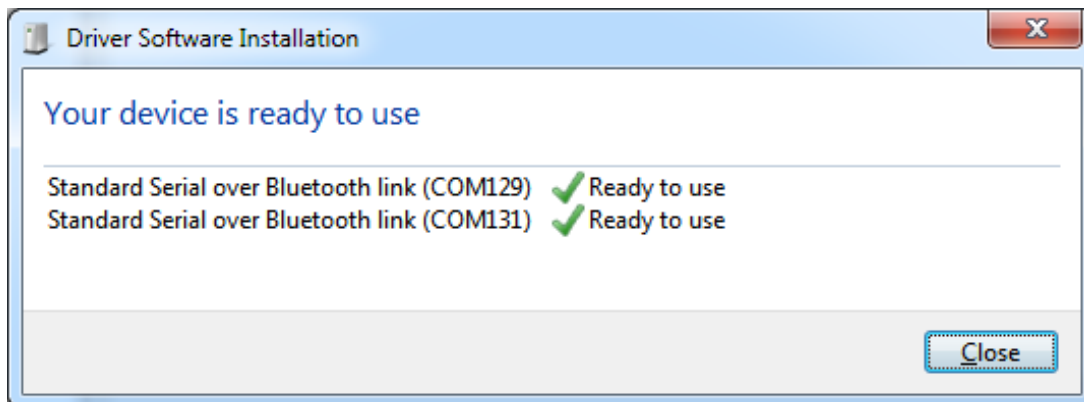 Driver Software Installation
Your device is ready to use
Standard Serial over Bluetooth link (COM129) Ready to use
Standard Serial over Bluetooth link (COM131) Ready to use
Close